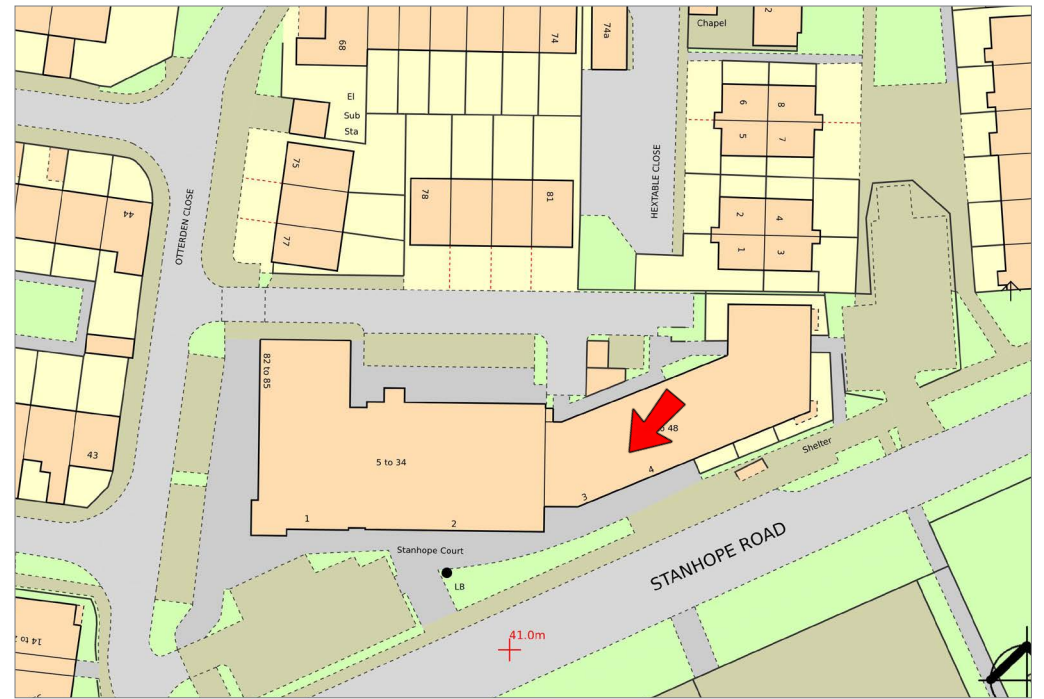 Chapel
2
68
74
74a
El
Sub
Sta
6
8
5
7
75
HEXTABLE CLOSE
78
81
44
OTTERDEN CLOSE
77
2
4
1
3
82 to 85
48
43
5 to 34
4
Shelter
3
1
2
Stanhope Court
STANHOPE ROAD
LB
41.0m
14 to